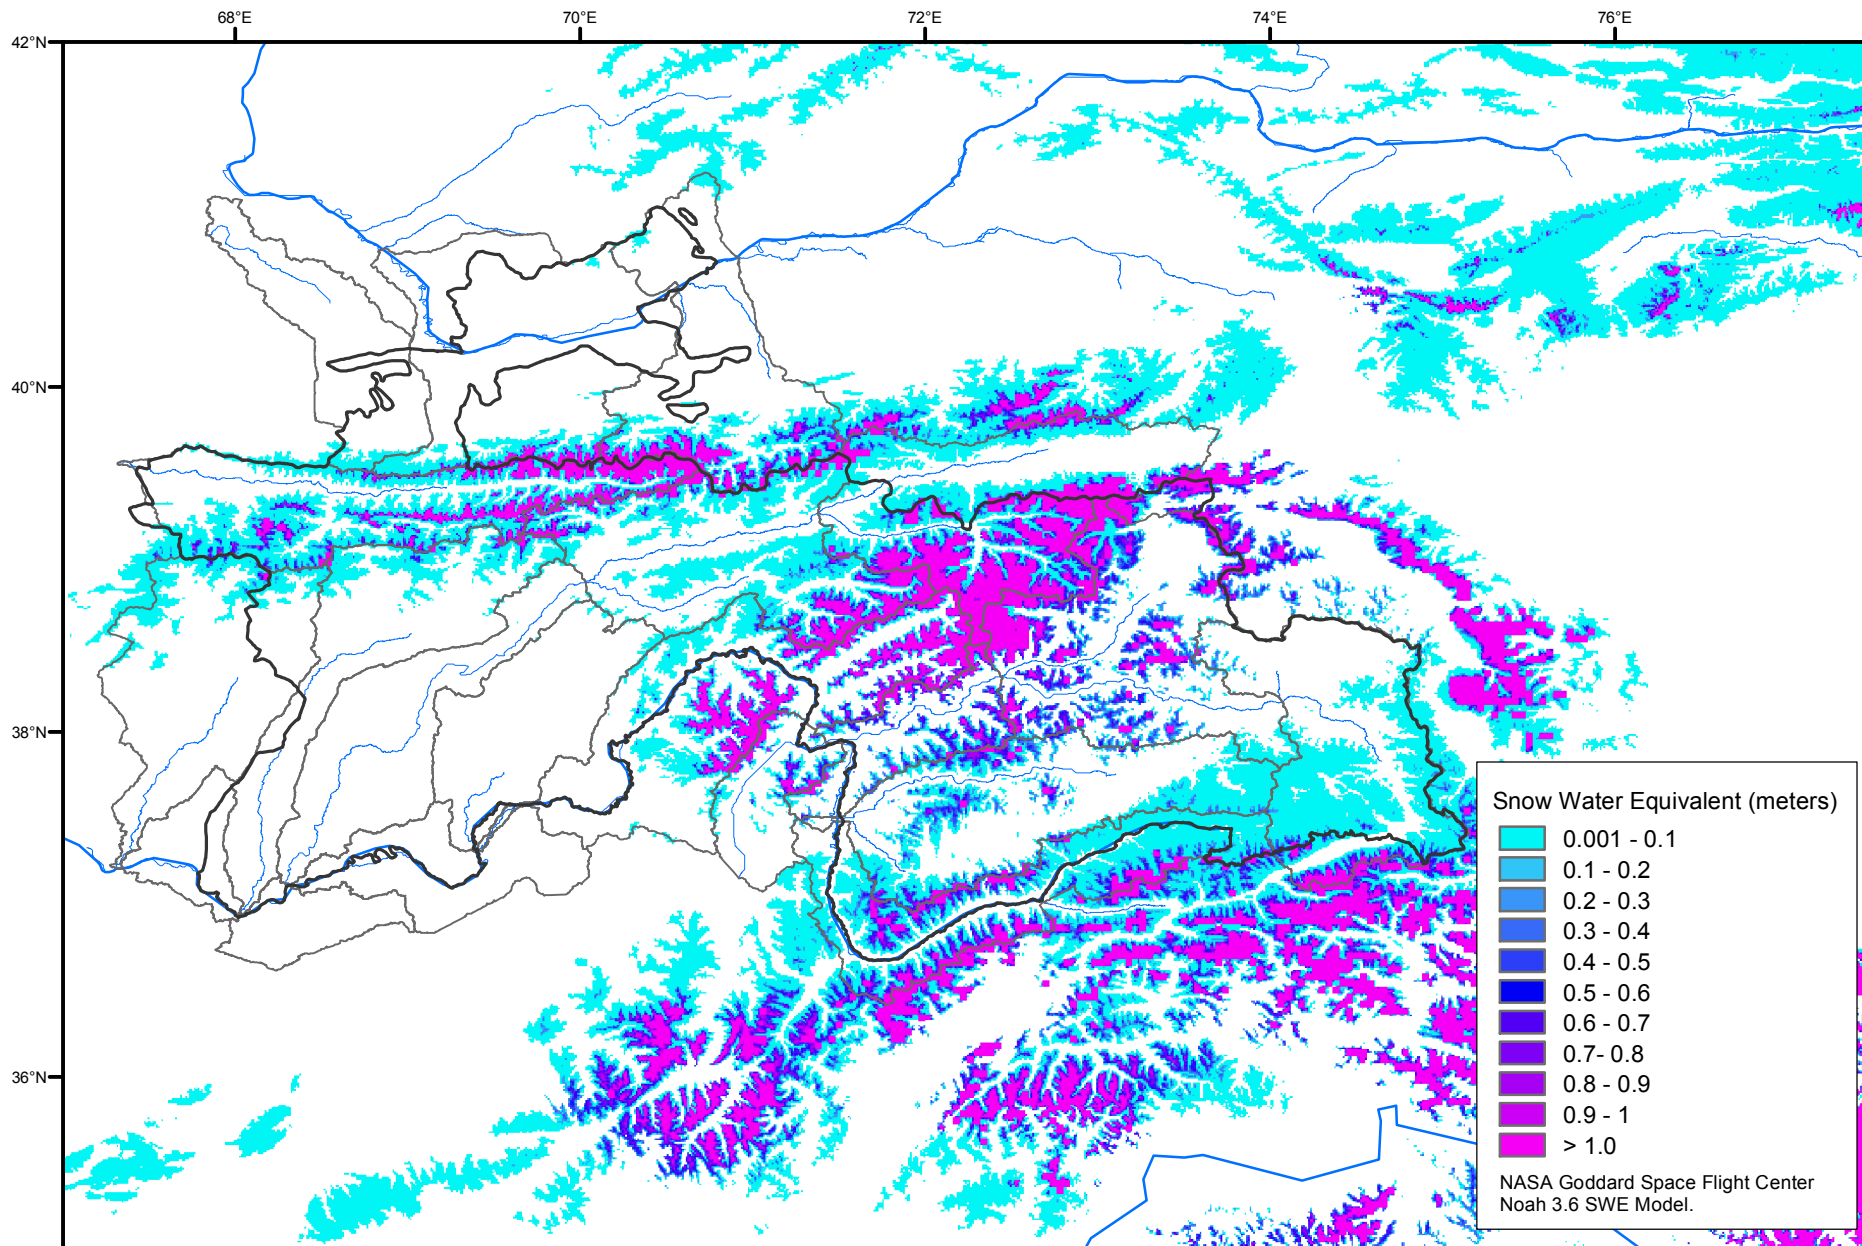 68°E 70°E 72°E 74°E 76°E
42°N
40°N
38°N
36°N
Snow Water Equivalent (meters)
0.001 - 0.1
0.1 - 0.2
0.2 - 0.3
0.3 - 0.4
0.4 - 0.5
0.5 - 0.6
0.6 - 0.7
0.7- 0.8
0.8 - 0.9
0.9 - 1
> 1.0
NASA Goddard Space Flight Center
Noah 3.6 SWE Model.